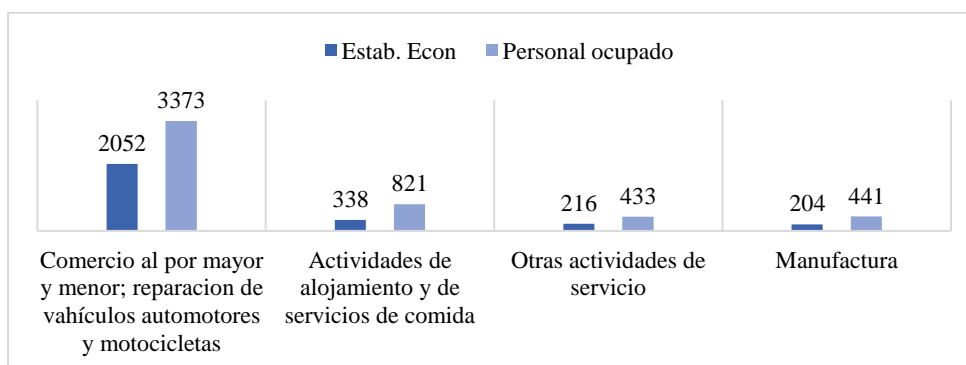 Estab. Econ Personal ocupado
3373
2052
821
338
433
216
441
204
Comercio al por mayor
y menor; reparacion de
vahículos automotores
y motocicletas
Actividades de
alojamiento y de
servicios de comida
Otras actividades de
servicio
Manufactura